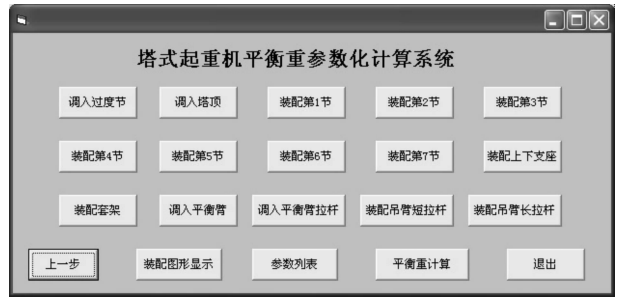 塔式起重机平衡重参数化计算系统
调入过度节 调入塔顶 装配第1节 装配第2节 装配第3节
装配第4节 装配第5节 装配第6节 装配第7节 装配上下支座
装配套架 调入平衡臂 调入平衡臂拉杆 装配吊臂短拉杆 装配吊臂长拉杆
上一步 装配图形显示 参数列表 平衡重计算 退出